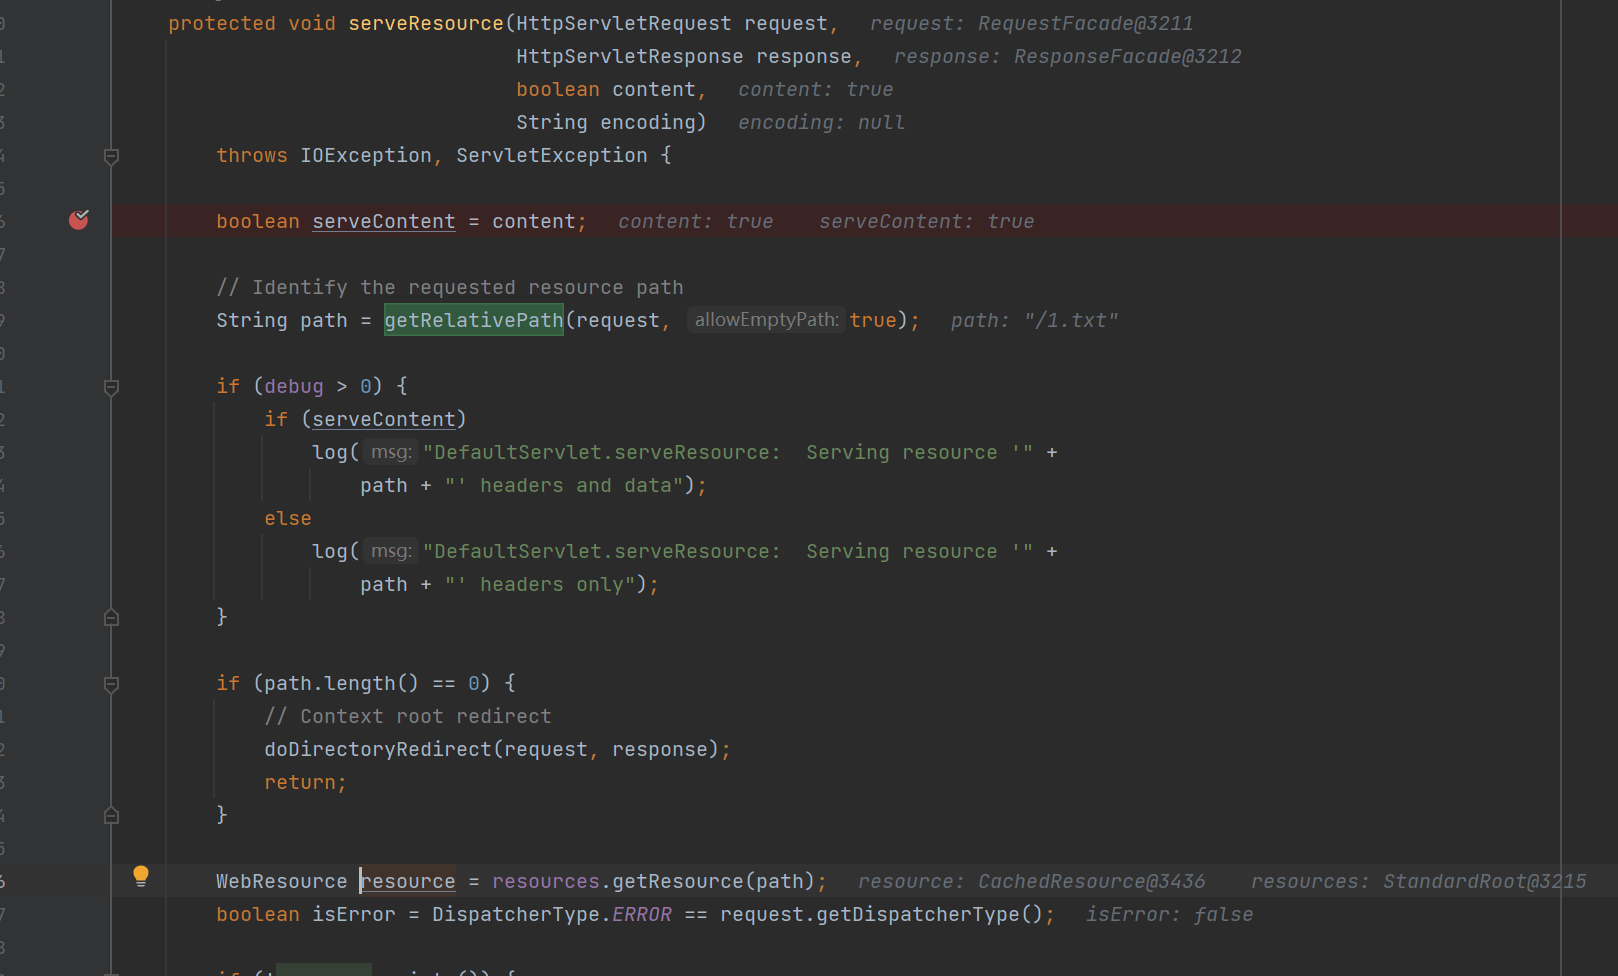 protected void serveResource(HttpServletRequest request,   request: RequestFacade@3211
HttpServletResponse response,   response: ResponseFacade@3212
boolean content,   content: true
String encoding)   encoding: null
throws IOException, ServletException {
boolean serveContent = content;   content: true    serveContent: true
// Identify the requested resource path
String path = getRelativePath(request, allowEmptyPath: true);   path: "/1.txt"
if (debug > 0) {
if (serveContent)
log( msg: "DefaultServlet.serveResource:  Serving resource '" +
path + "' headers and data");
else
log( msg: "DefaultServlet.serveResource:  Serving resource '" +
path + "' headers only");
}
if (path.length() == 0) {
// Context root redirect
doDirectoryRedirect(request, response);
return;
}
WebResource resource = resources.getResource(path);   resource: CachedResource@3436    resources: StandardRoot@3215
boolean isError = DispatcherType.ERROR == request.getDispatcherType();   isError: false